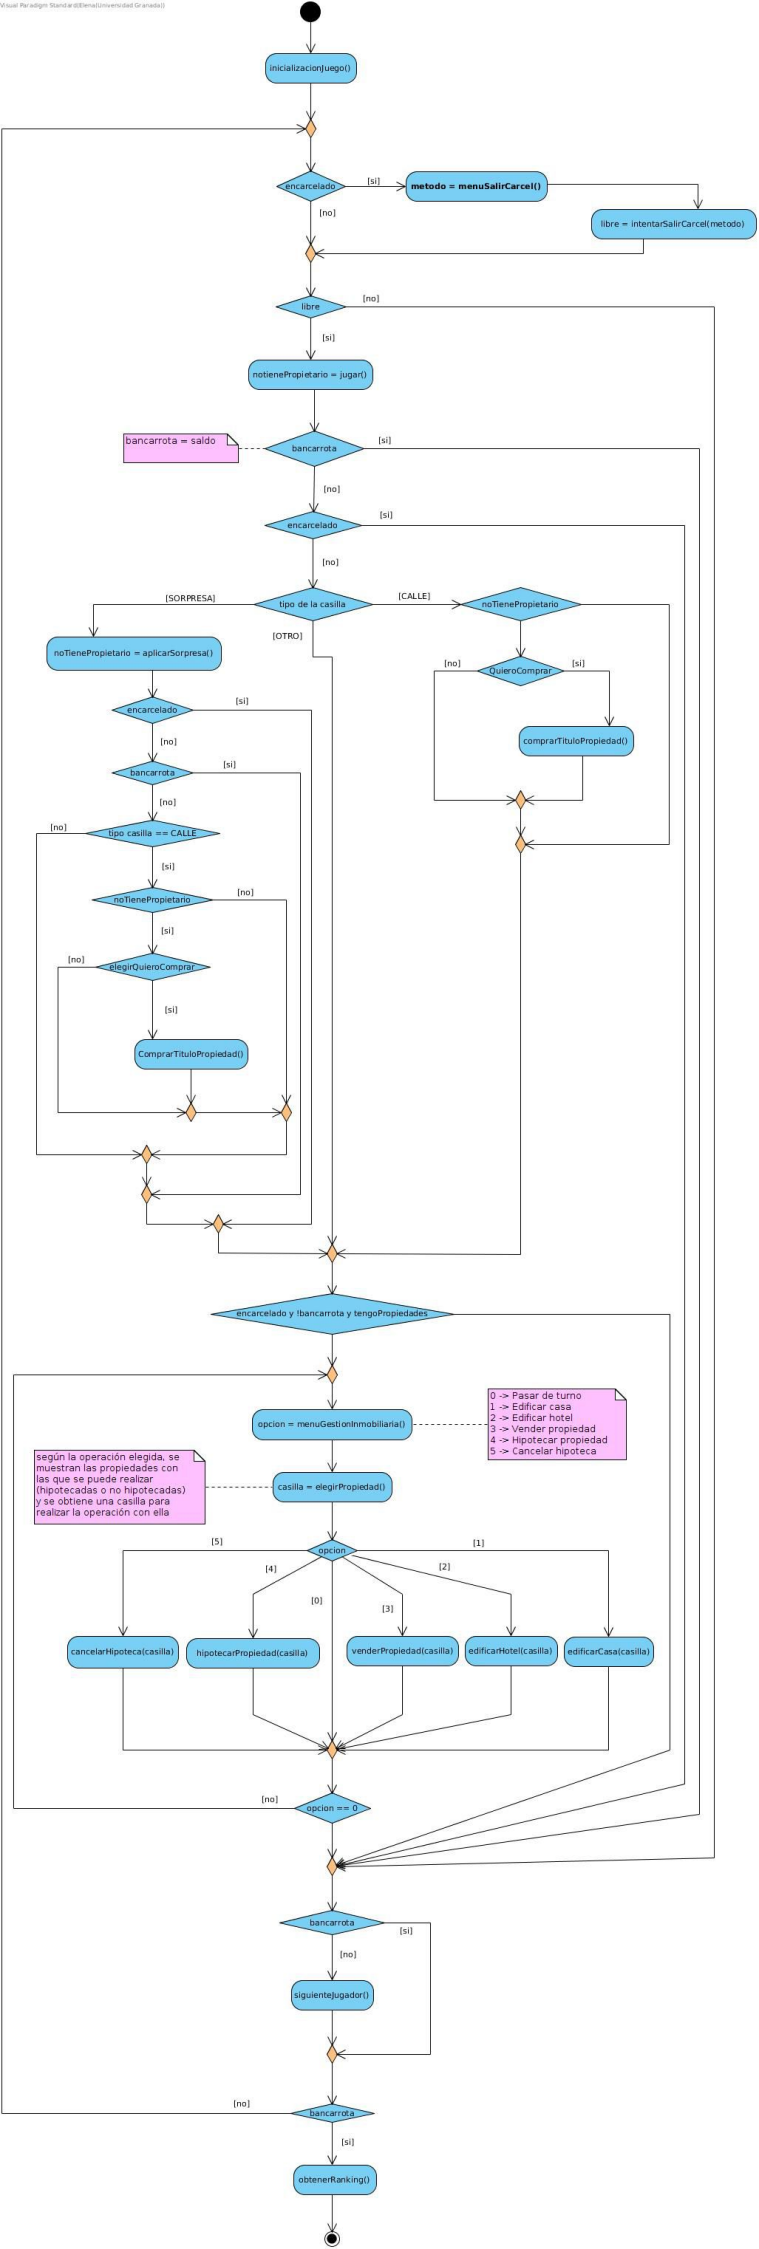 Visual Paradigm Standard(Elena(Universidad Granada))
inicializacionJuego()
encarcelado
[si]
metodo = menuSalirCarcel()
[no]
libre = intentarSalirCarcel(metodo)
libre
[no]
[si]
notienePropietario = jugar()
bancarrota = saldo
bancarrota
[si]
[no]
encarcelado
[si]
[no]
[SORPRESA]
tipo de la casilla
[CALLE]
noTienePropietario
[OTRO]
noTienePropietario = aplicarSorpresa()
[no]
QuieroComprar
[si]
encarcelado
[si]
[no]
comprarTituloPropiedad()
bancarrota
[si]
[no]
[no]
tipo casilla == CALLE
[si]
noTienePropietario
[no]
[si]
[no]
elegirQuieroComprar
[si]
ComprarTituloPropiedad()
encarcelado y !bancarrota y tengoPropiedades
opcion = menuGestionInmobiliaria()
0 -> Pasar de turno
1 -> Edificar casa
2 -> Edificar hotel
3 -> Vender propiedad
4 -> Hipotecar propiedad
5 -> Cancelar hipoteca
según la operación elegida, se
muestran las propiedades con
las que se puede realizar
(hipotecadas o no hipotecadas)
y se obtiene una casilla para
realizar la operación con ella
casilla = elegirPropiedad()
[5]
opcion
[1]
[4]
[2]
[0]
[3]
cancelarHipoteca(casilla)
hipotecarPropiedad(casilla)
venderPropiedad(casilla)
edificarHotel(casilla)
edificarCasa(casilla)
[no]
opcion == 0
bancarrota
[si]
[no]
siguienteJugador()
[no]
bancarrota
[si]
obtenerRanking()